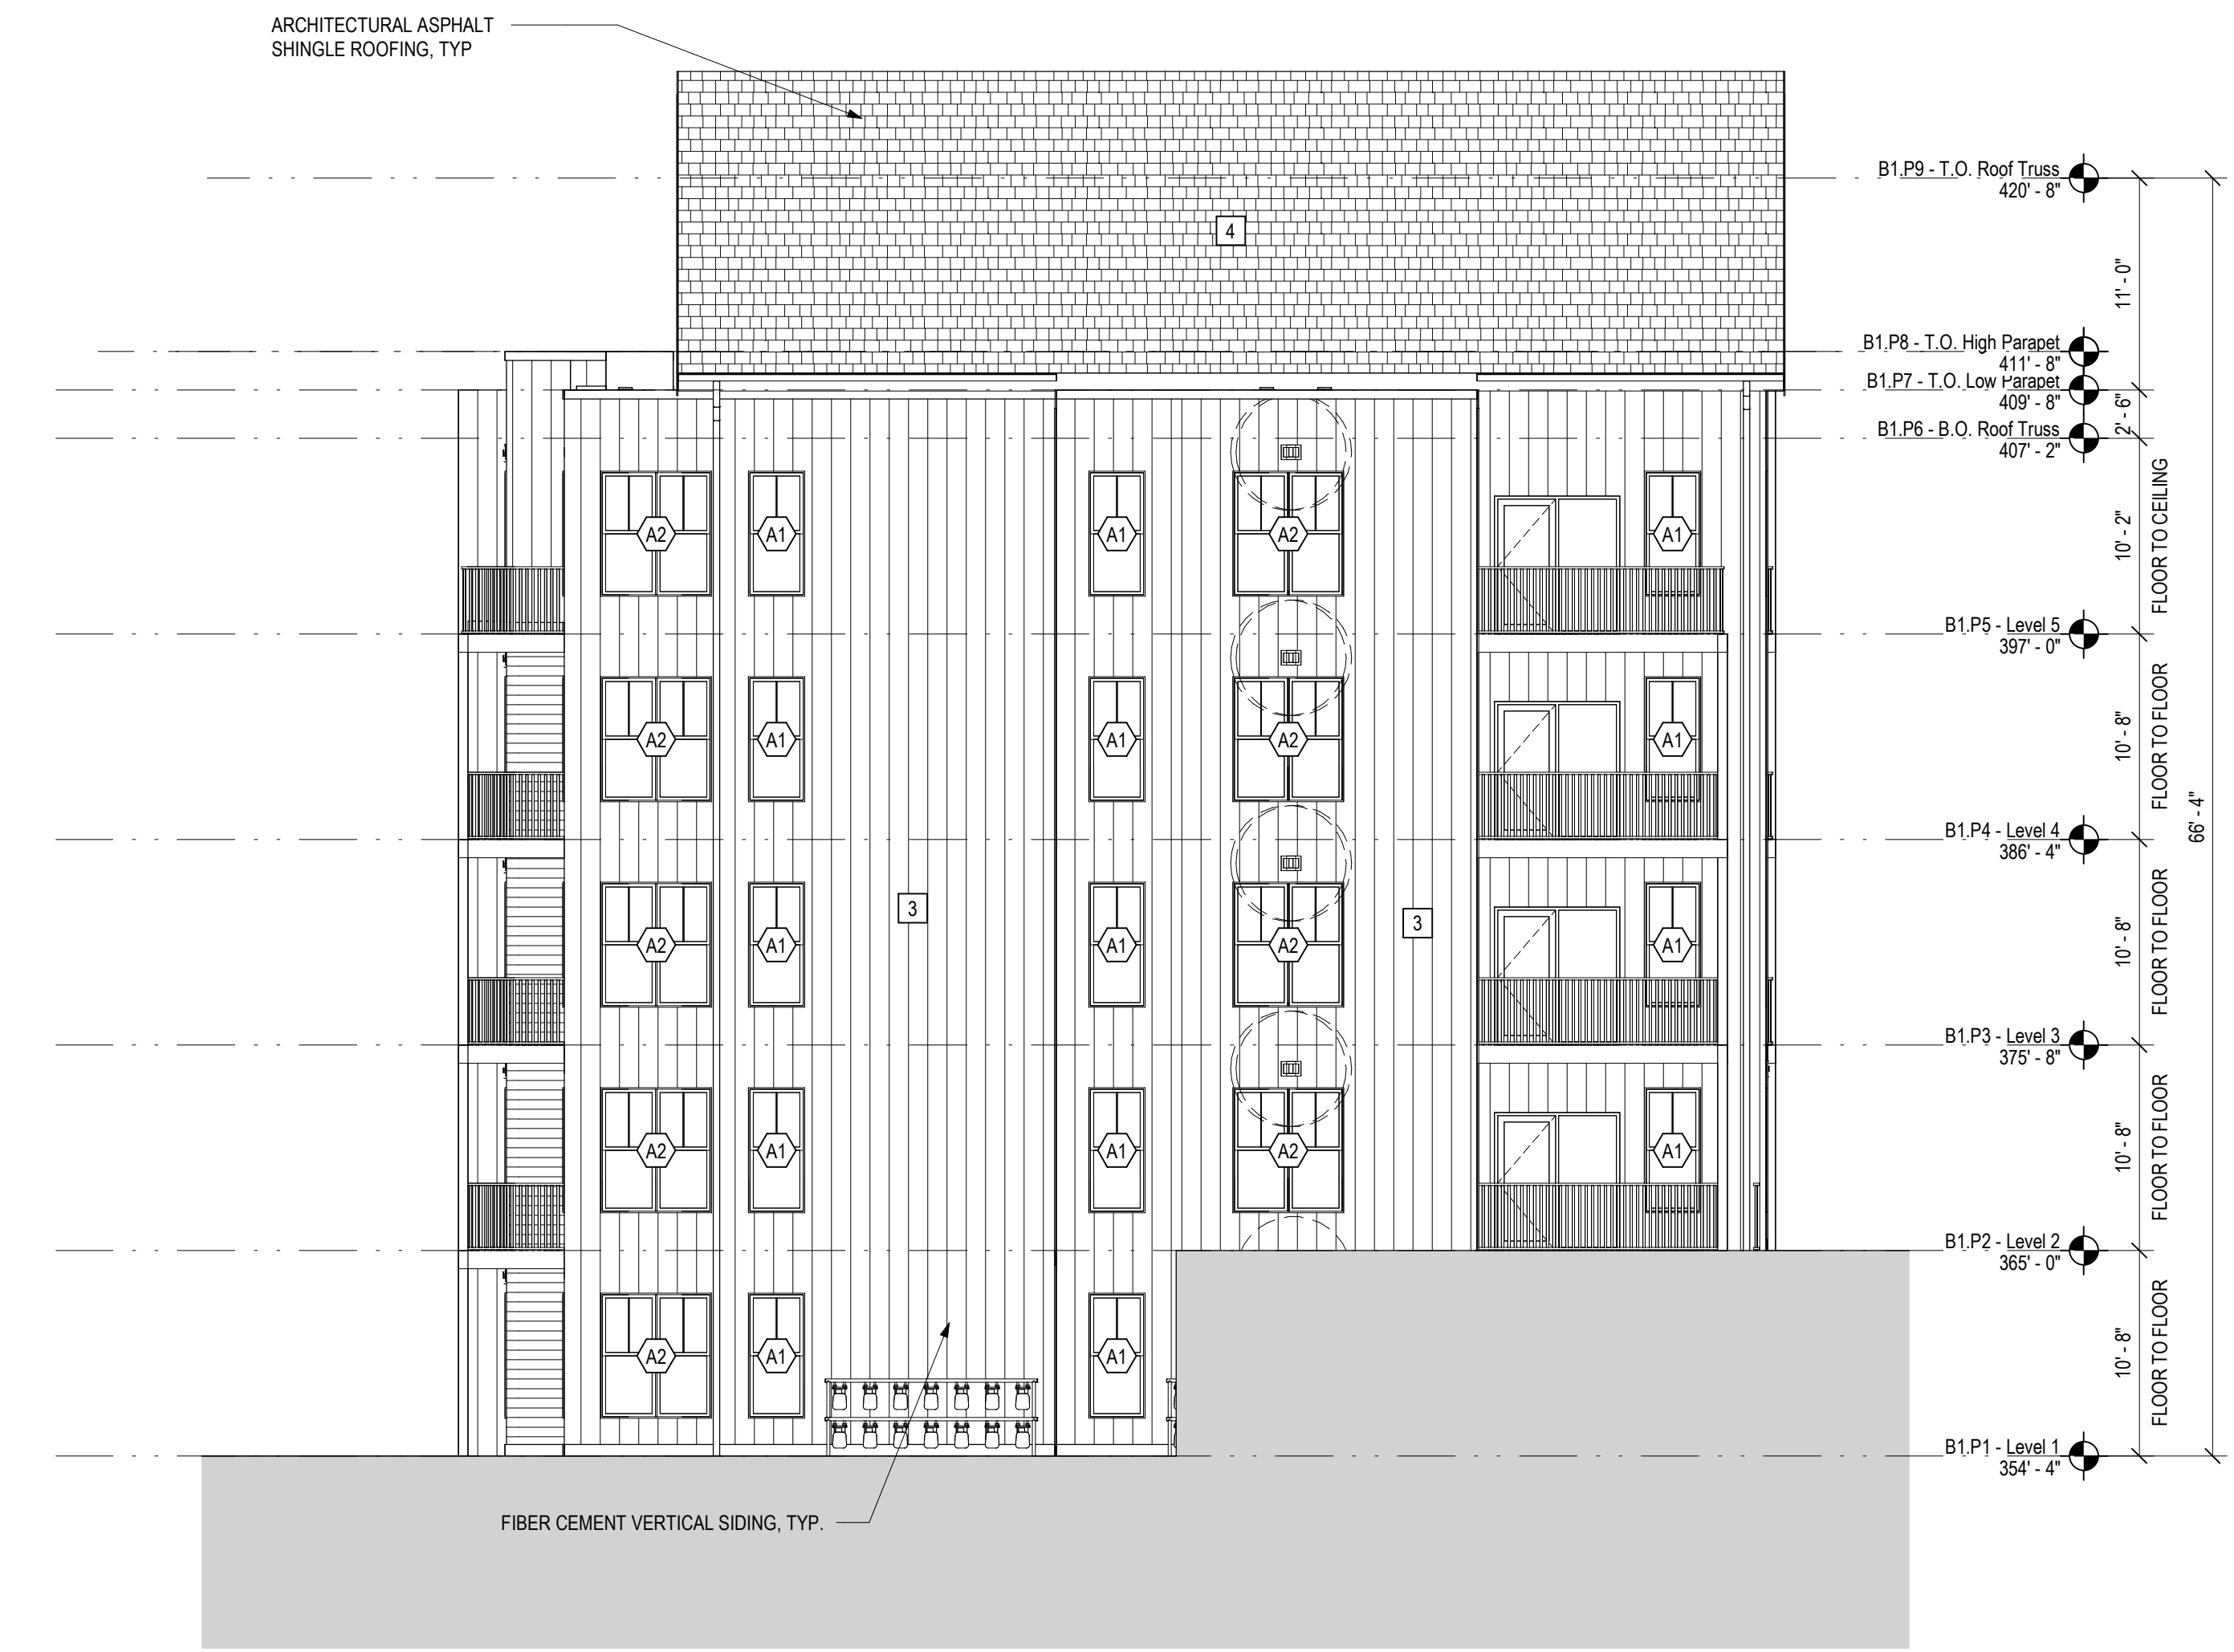 ARCHITECTURAL ASPHALT
SHINGLE ROOFING, TYP
B1.P9 - T.O. Roof Truss
420' - 8"
11' - 0"
4
B1.P8 - T.O. High Parapet
411' - 8"
B1.P7 - T.O. Low Parapet
409' - 8"
2' - 6"
B1.P6 - B.O. Roof Truss
407' - 2"
A2
A1
A1
A2
A1
10' - 2"
FLOOR TO CEILING
B1.P5 - Level 5
397' - 0"
A2
A1
A1
A2
A1
10' - 8"
FLOOR TO FLOOR
66' - 4"
B1.P4 - Level 4
386' - 4"
3
3
A2
A1
A1
A2
A1
10' - 8"
FLOOR TO FLOOR
B1.P3 - Level 3
375' - 8"
A2
A1
A1
A2
A1
10' - 8"
FLOOR TO FLOOR
B1.P2 - Level 2
365' - 0"
A2
A1
A1
10' - 8"
FLOOR TO FLOOR
B1.P1 - Level 1
354' - 4"
FIBER CEMENT VERTICAL SIDING, TYP.